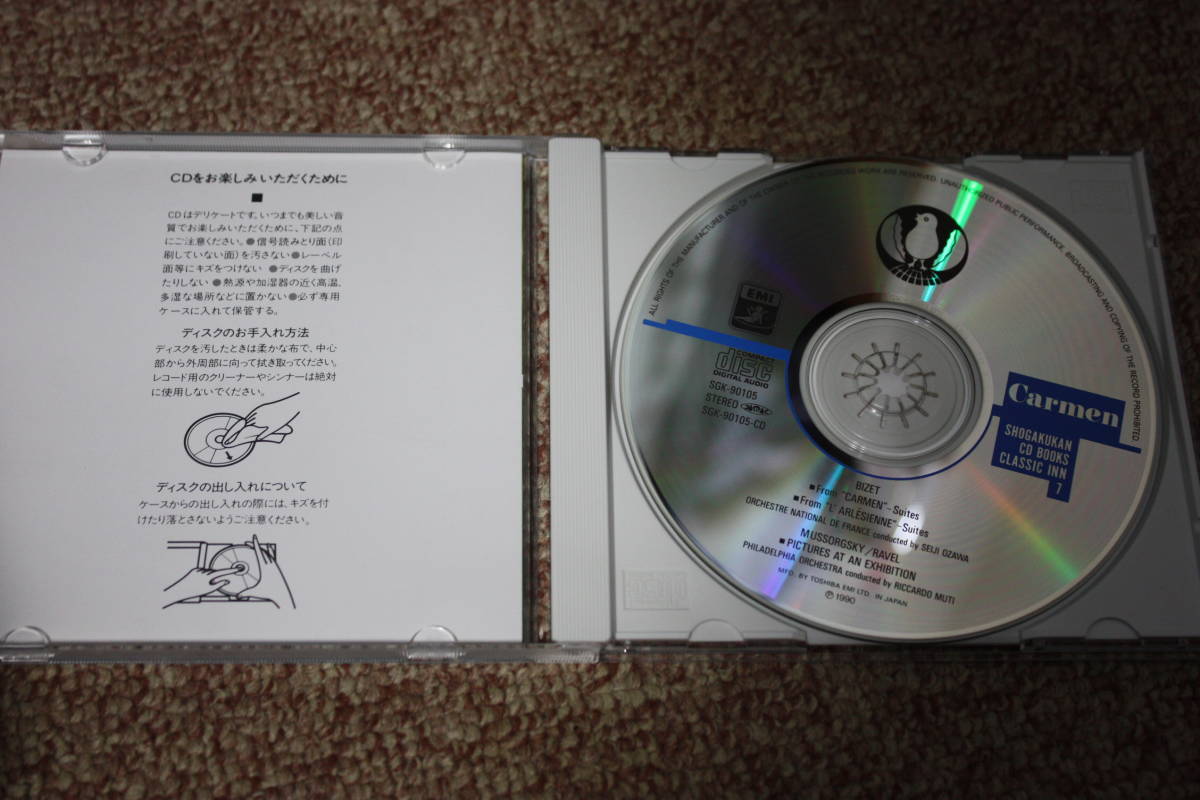 CDをお楽しみいただくために
■
CDはデリケートです。いつまでも美しい音
質でお楽しみいただくために、下記の点
にご注意ください。●信号読みとり面(印
刷していない面)を汚さない●レーベル
面等にキズをつけない ●ディスクを曲げ
たりしない ●熱源や加湿器の近く高温、
多湿な場所などに置かない●必ず専用
ケースに入れて保管する。
ディスクのお手入れ方法
ディスクを汚したときは柔かな布で、中心
部から外周部に向って拭き取ってください。
レコード用のクリーナーやシンナーは絶対
に使用しないでください。
ディスクの出し入れについて
ケースからの出し入れの際には、キズを付
けたり落とさないようご注意ください。
ALL RIGHTS OF THE MANUFACTURER AND OF THE OWNER OF THE RECORDED WORK ARE RESERVED. UNAUTHORIZED PUBLIC PERFORMANCE, BROADCASTING AND COPYING OF THE RECORD PROHIBITED
EMI
COMPACT
disc
DIGITAL AUDIO
SGK-90105
STEREO
SGK-90105-CD
Carmen
SHOGAKUKAN
CD BOOKS
CLASSIC INN
7
BIZET
■From "CARMEN"-Suites
■From "L'ARLÉSIENNE"-Suites
ORCHESTRE NATIONAL DE FRANCE conducted by SEIJI OZAWA
MUSSORGSKY/RAVEL
■PICTURES AT AN EXHIBITION
PHILADELPHIA ORCHESTRA conducted by RICCARDO MUTI
MFD. BY TOSHIBA EMI LTD. IN JAPAN
℗1990